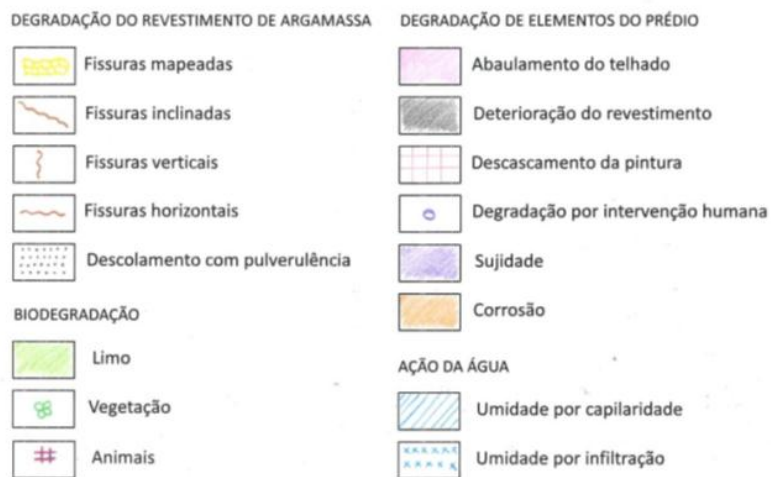 DEGRADAÇÃO DO REVESTIMENTO DE ARGAMASSA
Fissuras mapeadas
Fissuras inclinadas
Fissuras verticais
Fissuras horizontais
Descolamento com pulverulência
BIODEGRADAÇÃO
Limo
Vegetação
Animais
DEGRADAÇÃO DE ELEMENTOS DO PRÉDIO
Abaulamento do telhado
Deterioração do revestimento
Descascamento da pintura
Degradação por intervenção humana
Sujidade
Corrosão
AÇÃO DA ÁGUA
Umidade por capilaridade
Umidade por infiltração